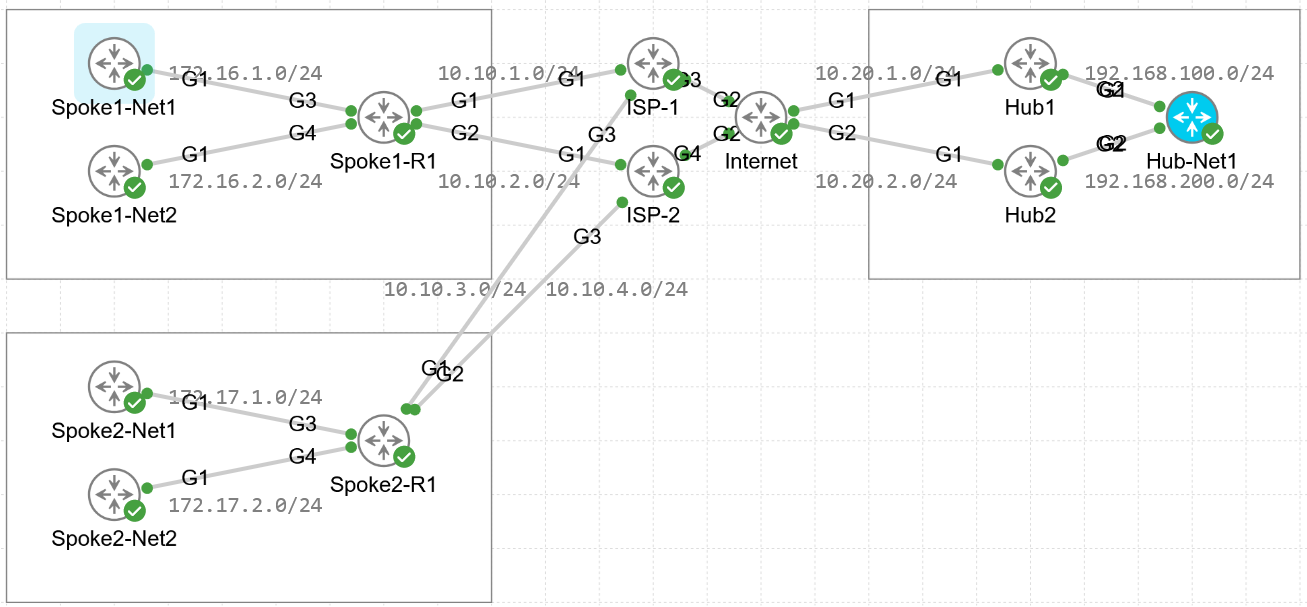 172.16.1.0/24
G1
Spoke1-Net1
G3
G4
G1
172.16.2.0/24
Spoke1-Net2
Spoke1-R1
10.10.1.0/24
G1
G1
G2
G1
10.10.2.0/24
G3
ISP-1
G3
G2
G2
G4
ISP-2
G3
Internet
10.20.1.0/24
G1
G1
G2
G1
10.20.2.0/24
Hub1
192.168.100.0/24
G2
Hub-Net1
G2
192.168.200.0/24
Hub2
10.10.3.0/24
10.10.4.0/24
G1
G2
172.17.1.0/24
G1
Spoke2-Net1
G3
G4
G1
172.17.2.0/24
Spoke2-Net2
Spoke2-R1